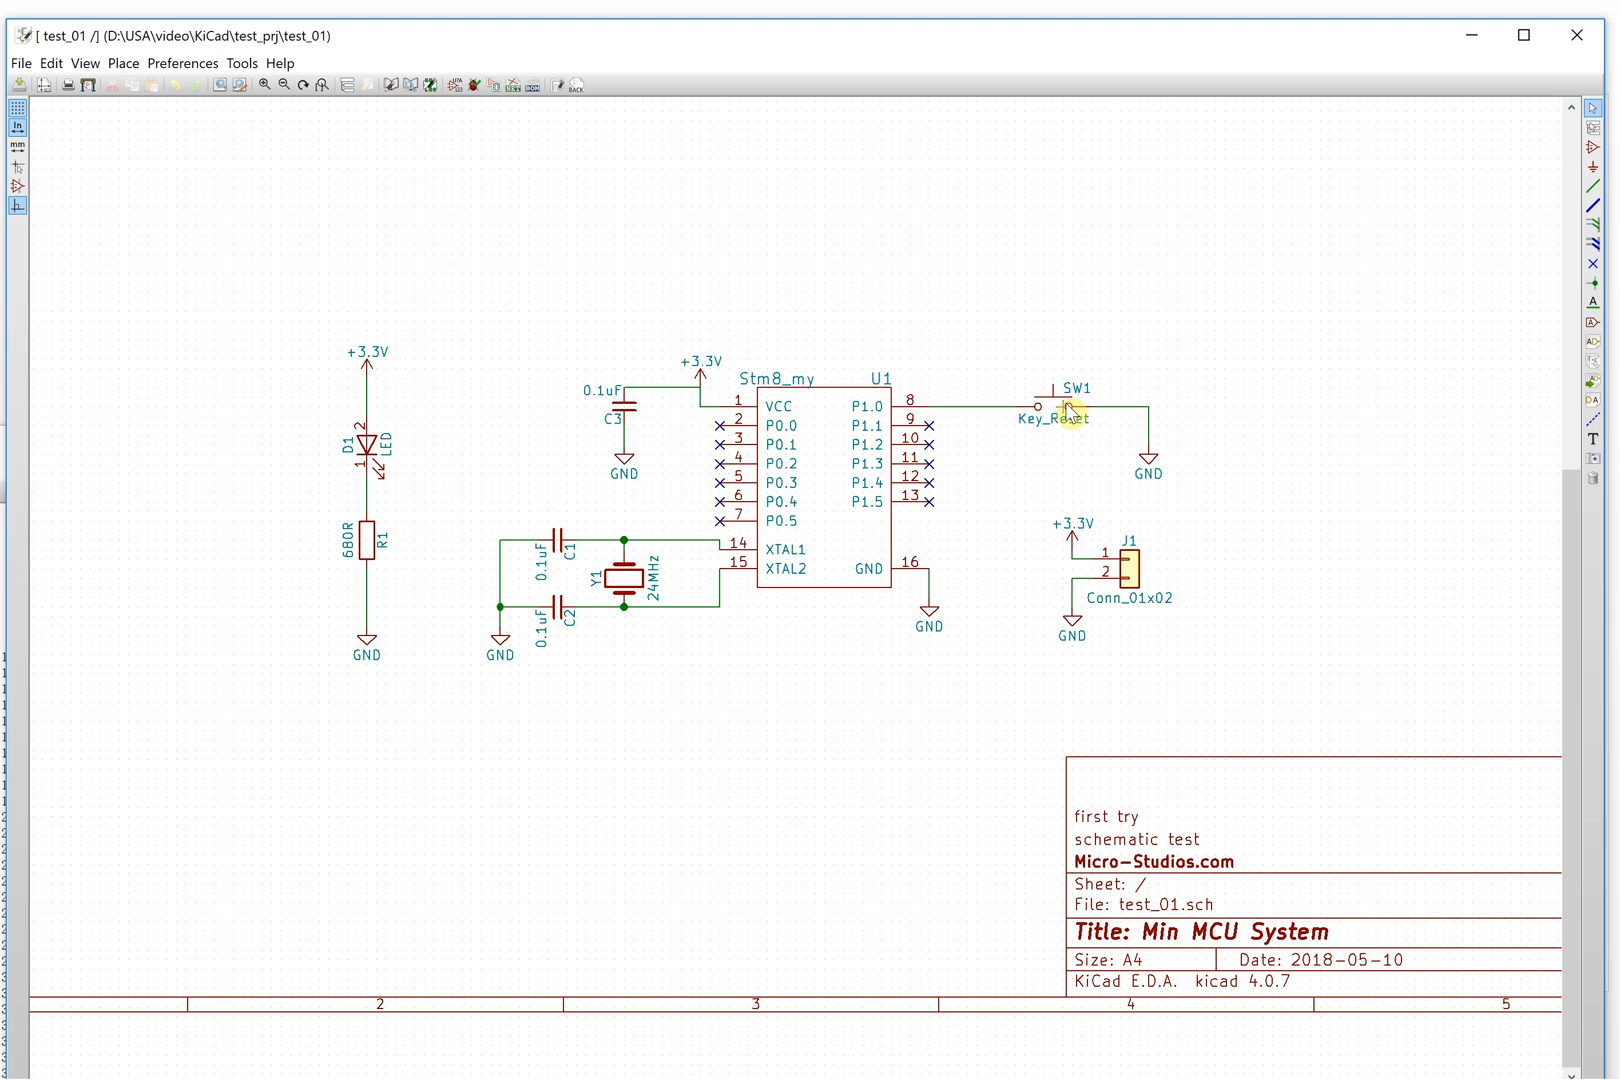 [ test_01 /] (D:\USA\video\KiCad\test_prj\test_01)
File Edit View Place Preferences Tools Help
In
mm
NET
BOM
BACK
+3.3V
D1
2
1
LED
680R
R1
GND
0.1uF
C3
GND
+3.3V
Stm8_my
U1
1 VCC
2 P0.0
3 P0.1
4 P0.2
5 P0.3
6 P0.4
7 P0.5
14 XTAL1
15 XTAL2
P1.0 8
P1.1 9
P1.2 10
P1.3 11
P1.4 12
P1.5 13
GND 16
GND
SW1
Key_Reset
GND
0.1uF
C1
Y1
24MHz
0.1uF
C2
GND
+3.3V
J1
1
2
Conn_01x02
GND
first try
schematic test
Micro-Studios.com
Sheet: /
File: test_01.sch
Title: Min MCU System
Size: A4 Date: 2018-05-10
KiCad E.D.A. kicad 4.0.7
2 3 4 5